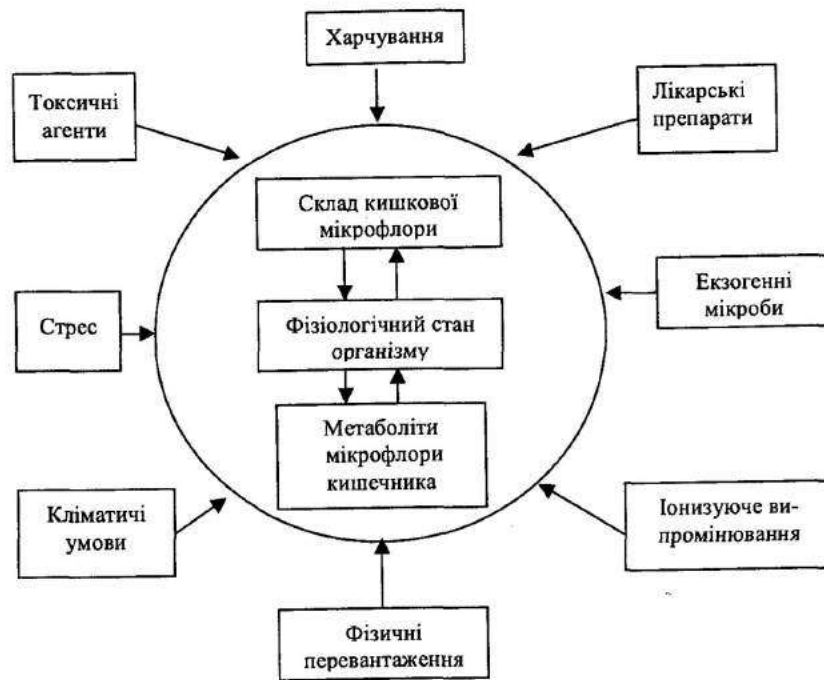 Харчування
Токсичні
агенти
Лікарські
препарати
Склад кишкової
мікрофлори
Екзогенні
мікроби
Стрес
Фізіологічний стан
організму
Метаболіти
мікрофлори
кишечника
Кліматичі
умови
Іонизуюче ви-
промінювання
Фізичні
перевантаження